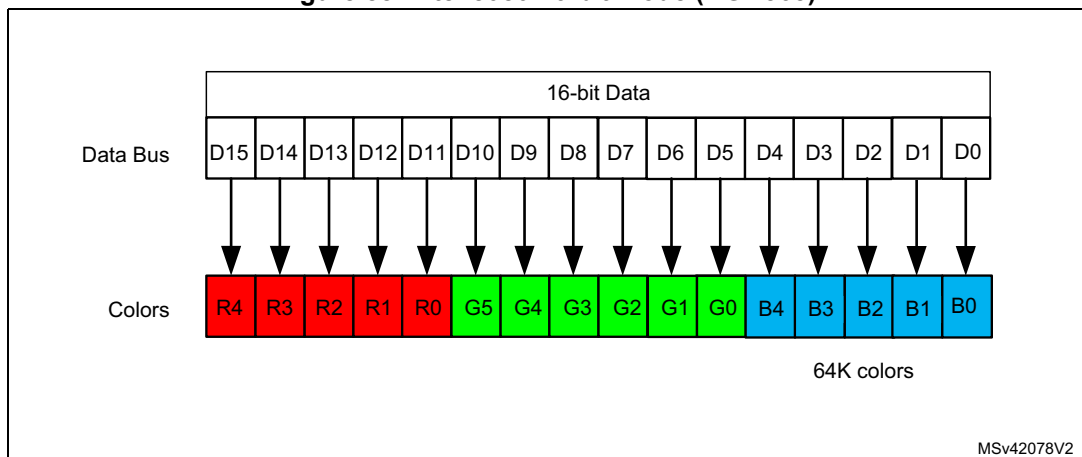 16-bit Data
Data Bus D15 D14 D13 D12 D11 D10 D9 D8 D7 D6 D5 D4 D3 D2 D1 D0
Colors R4 R3 R2 R1 R0 G5 G4 G3 G2 G1 G0 B4 B3 B2 B1 B0
64K colors
MSv42078V2